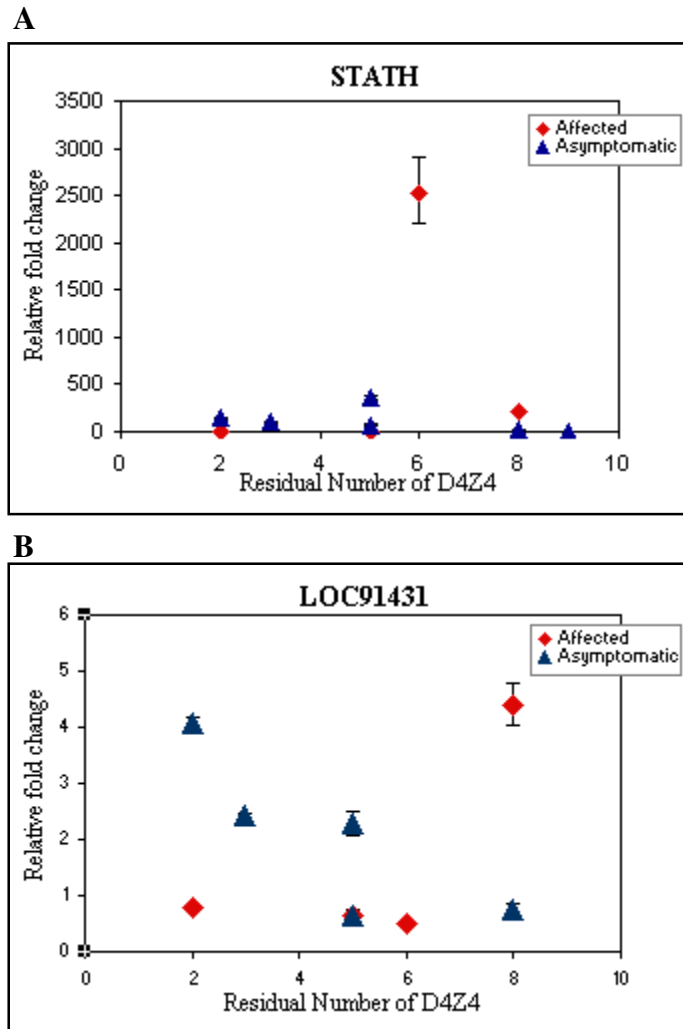 A
STATH
3500
3000
2500
2000
1500
1000
500
0
Relative fold change
Affected
Asymptomatic
0 2 4 6 8 10
Residual Number of D4Z4
B
LOC91431
6
5
4
3
2
1
0
Relative fold change
Affected
Asymptomatic
0 2 4 6 8 10
Residual Number of D4Z4